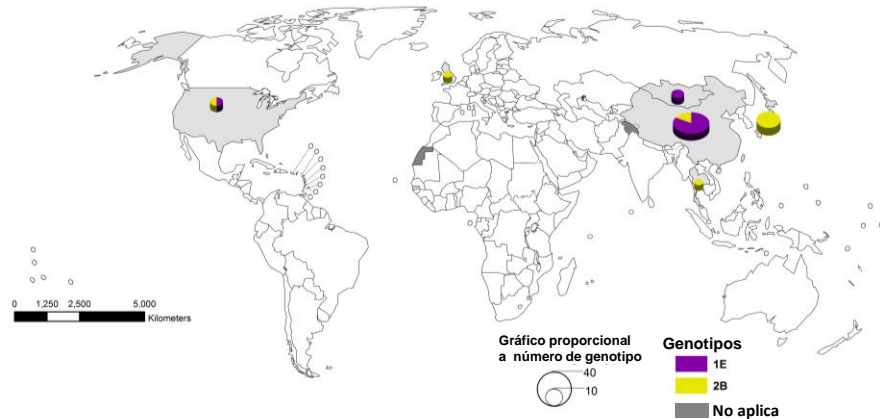 0 1,250 2,500 5,000
Kilometers
Gráfico proporcional
a número de genotipo
40
10
Genotipos
1E
2B
No aplica